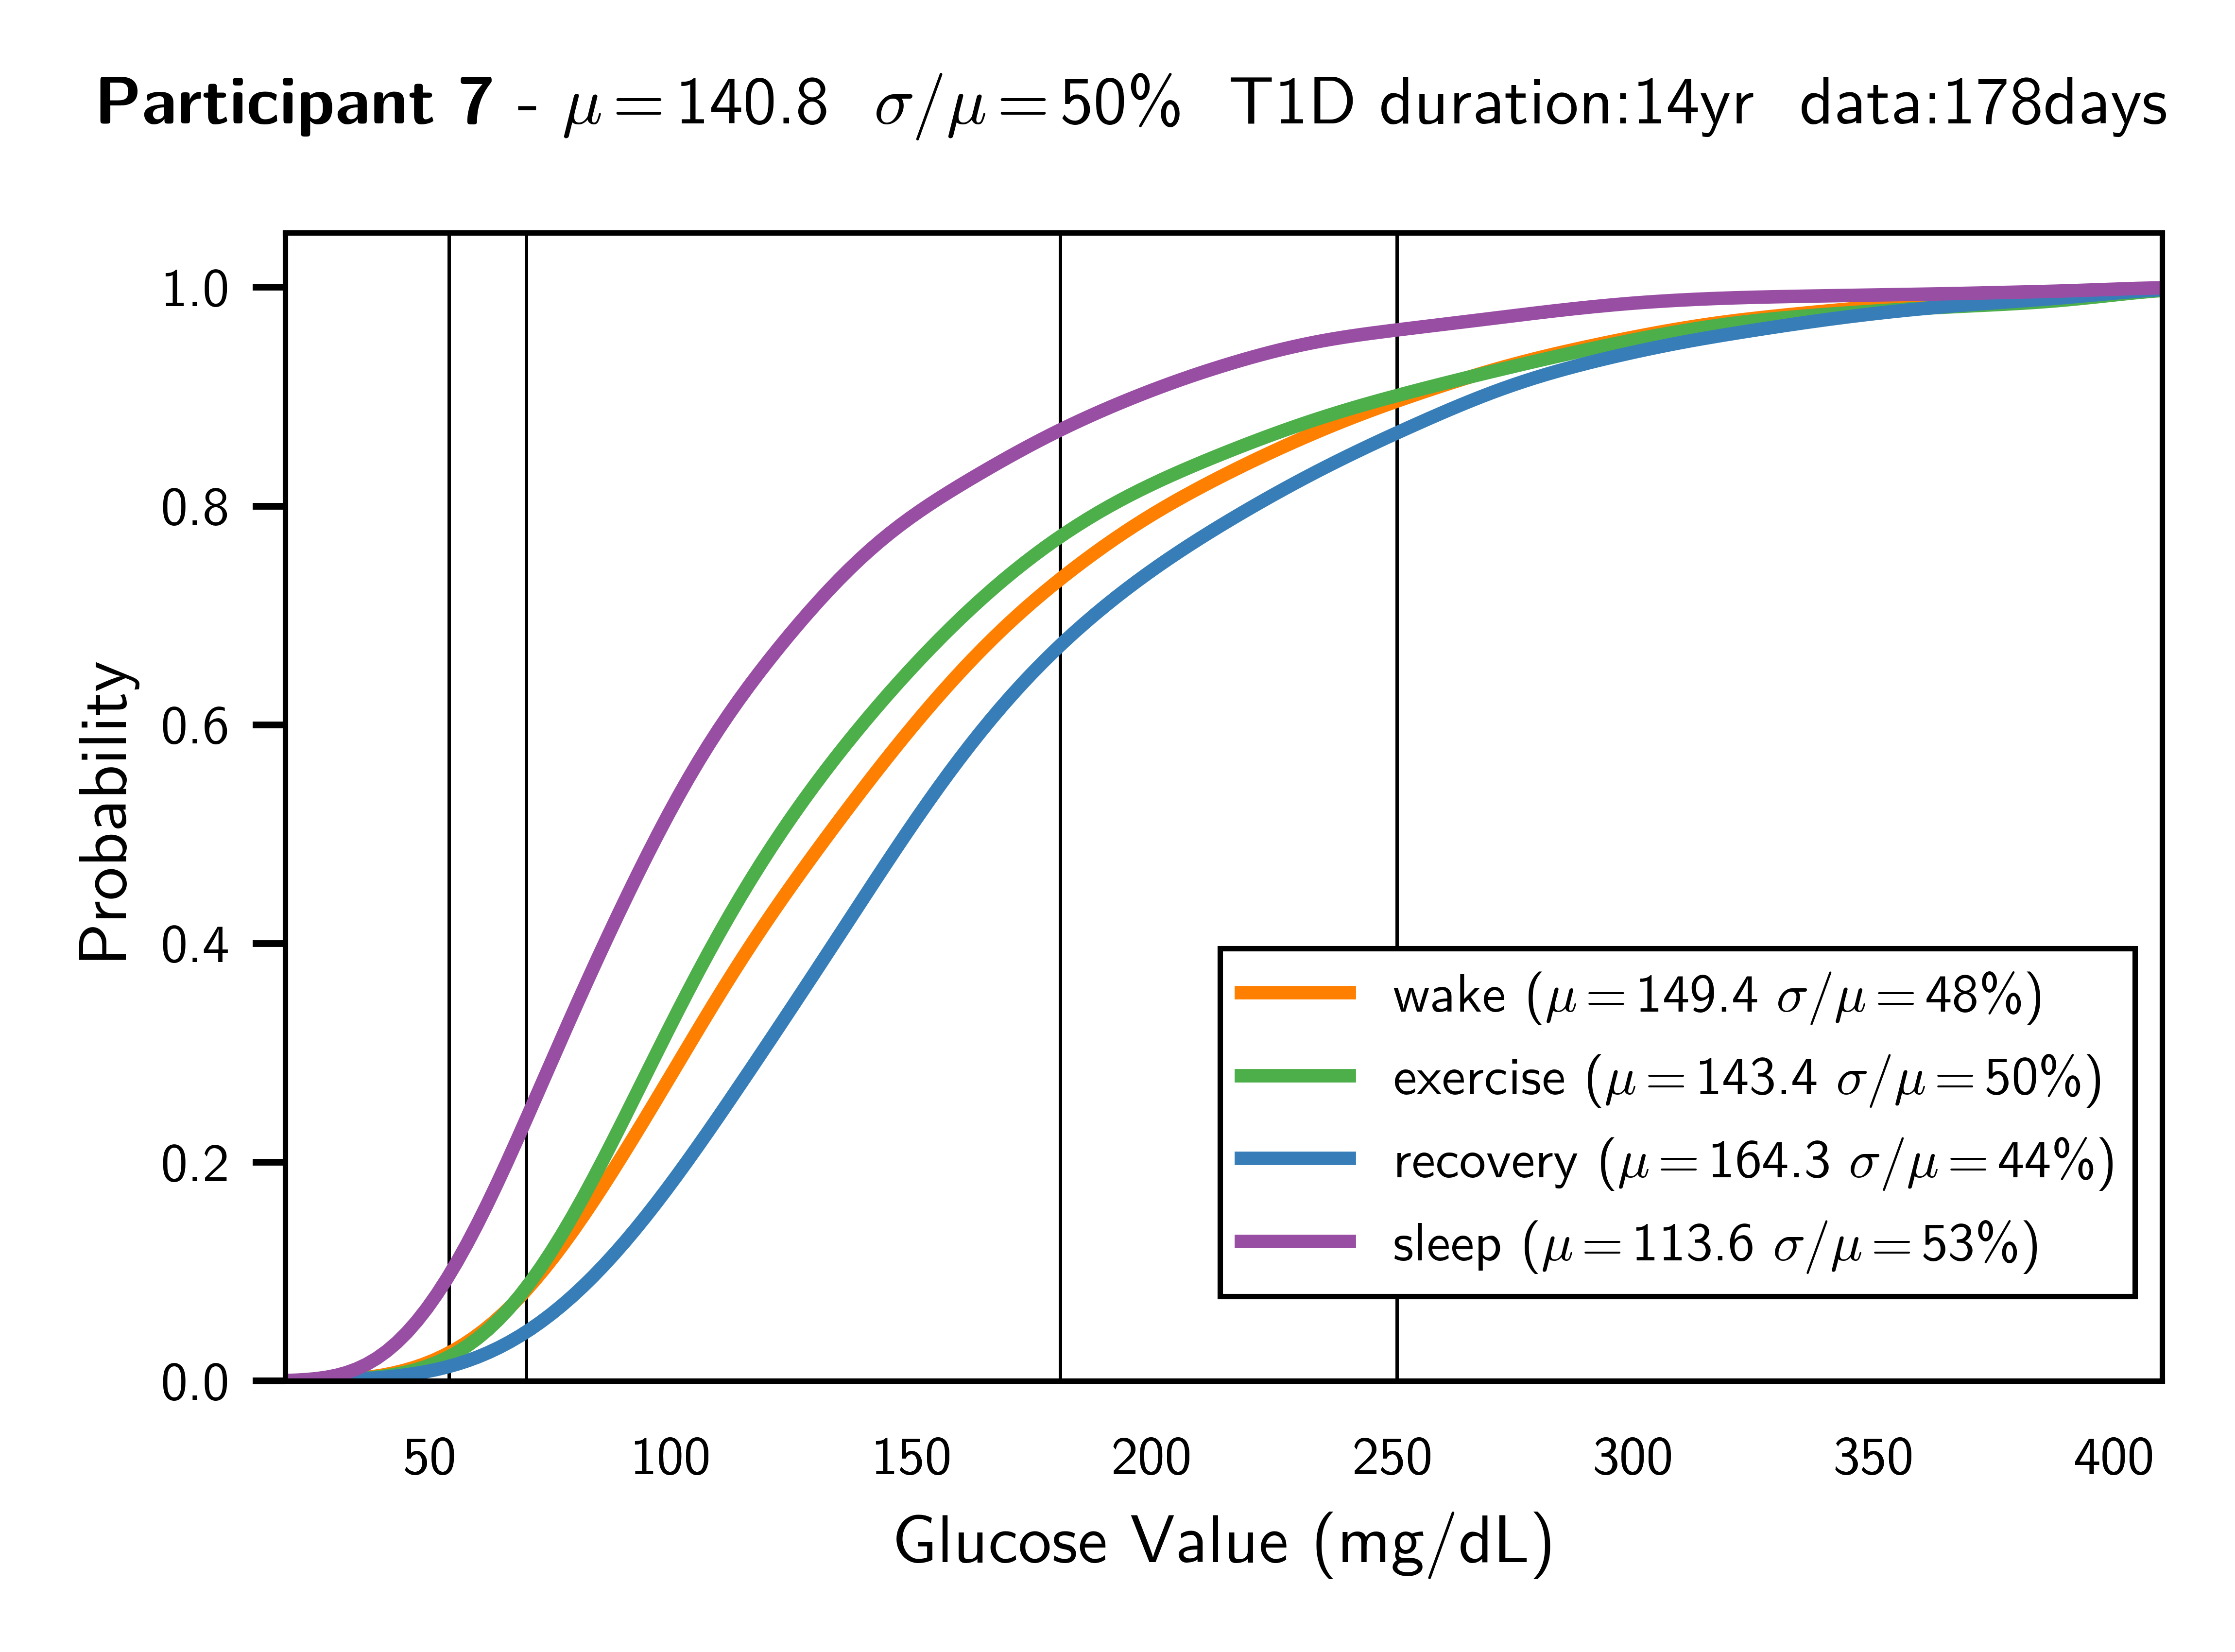 Participant 7 - μ=140.8 σ/μ=50% T1D duration:14yr data:178days
1.0
0.8
0.6
0.4
0.2
0.0
Probability
wake (μ=149.4 σ/μ=48%)
exercise (μ=143.4 σ/μ=50%)
recovery (μ=164.3 σ/μ=44%)
sleep (μ=113.6 σ/μ=53%)
50 100 150 200 250 300 350 400
Glucose Value (mg/dL)